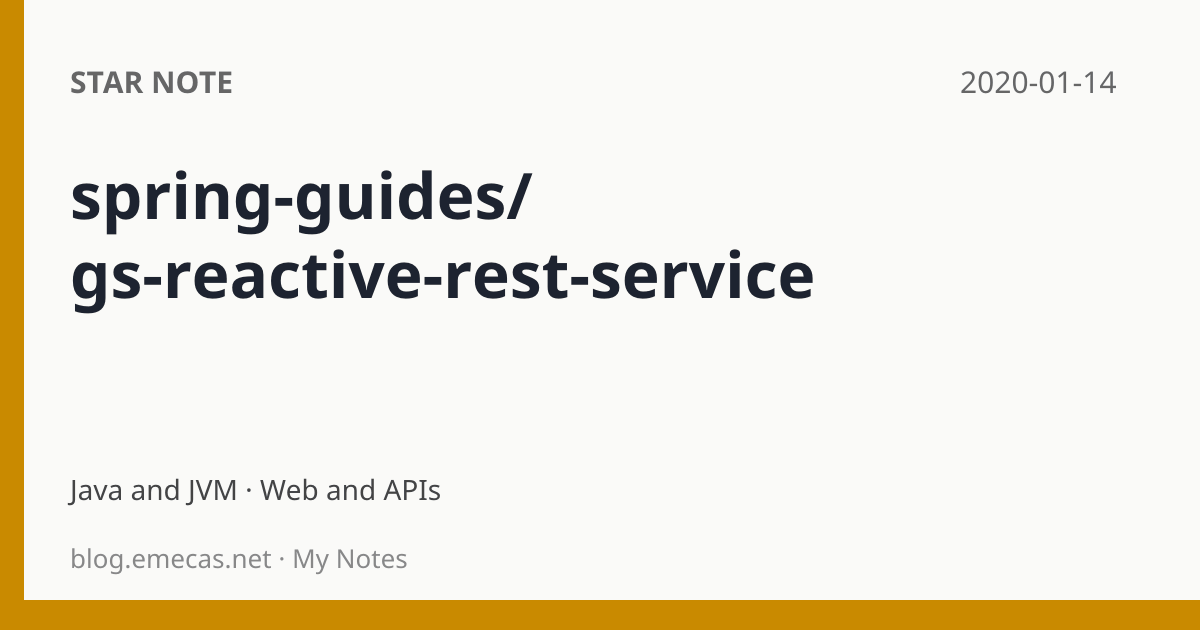 STAR NOTE
2020-01-14
spring-guides/
gs-reactive-rest-service
Java and JVM · Web and APIs
blog.emecas.net · My Notes